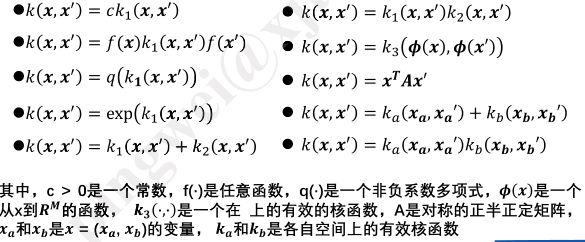 ●k(x, x′) = ck₁(x, x′)
●k(x, x′) = f(x)k₁(x, x′)f(x′)
●k(x, x′) = q(k₁(x, x′))
●k(x, x′) = exp(k₁(x, x′))
●k(x, x′) = k₁(x, x′) + k₂(x, x′)
● k(x, x′) = k₁(x, x′)k₂(x, x′)
● k(x, x′) = k₃(ϕ(x), ϕ(x′))
● k(x, x′) = xᵀAx′
● k(x, x′) = kₐ(xₐ, xₐ′) + k_b(x_b, x_b′)
● k(x, x′) = kₐ(xₐ, xₐ′)k_b(x_b, x_b′)
其中，c > 0是一个常数，f(·)是任意函数，q(·)是一个非负系数多项式，ϕ(x)是一个
从x到Rᴹ的函数， k₃(·,·)是一个在 上的有效的核函数，A是对称的半正定矩阵，
xₐ和x_b是x = (xₐ, x_b)的变量， kₐ和k_b是各自空间上的有效核函数